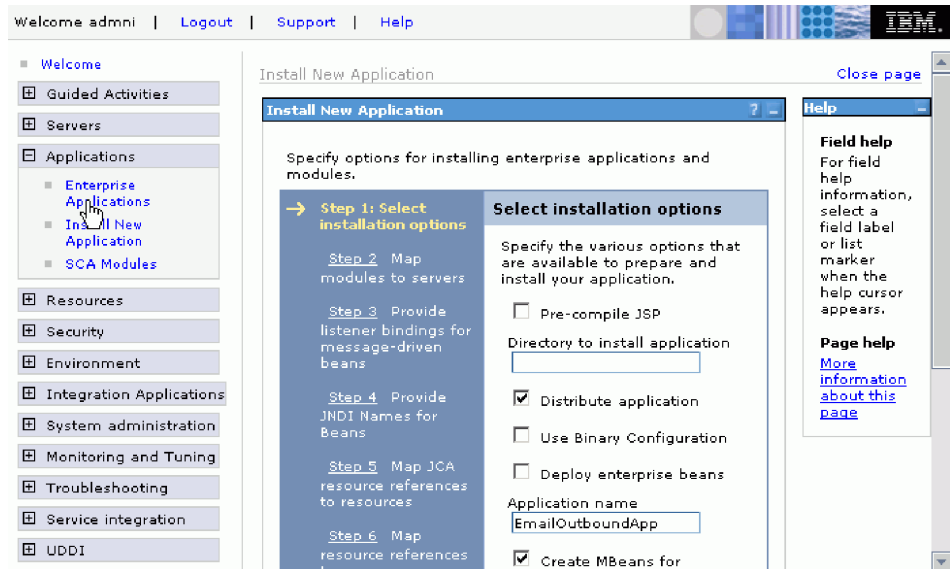 Welcome admni | Logout | Support | Help
IBM.
Welcome
Guided Activities
Servers
Applications
Enterprise
Applications
Install New
Application
SCA Modules
Resources
Security
Environment
Integration Applications
System administration
Monitoring and Tuning
Troubleshooting
Service integration
UDDI
Install New Application
Close page
Install New Application ? –
Specify options for installing enterprise applications and
modules.
Step 1: Select
installation options
Step 2 Map
modules to servers
Step 3 Provide
listener bindings for
message-driven
beans
Step 4 Provide
JNDI Names for
Beans
Step 5 Map JCA
resource references
to resources
Step 6 Map
resource references
Select installation options
Specify the various options that
are available to prepare and
install your application.
Pre-compile JSP
Directory to install application
Distribute application
Use Binary Configuration
Deploy enterprise beans
Application name
EmailOutboundApp
Create MBeans for
Help –
Field help
For field
help
information,
select a
field label
or list
marker
when the
help cursor
appears.
Page help
More
information
about this
page